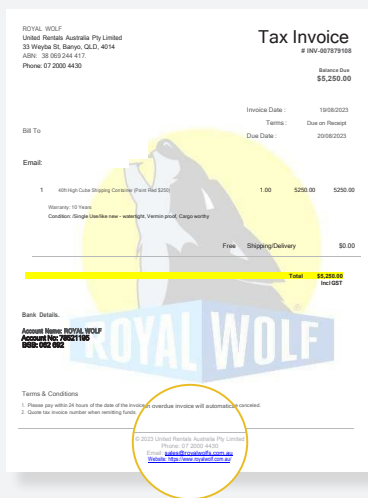 ROYAL WOLF
United Rentals Australia Pty Limited
33 Weyba St, Banyo, QLD, 4014
ABN: 38 069 244 417.
Phone: 07 2000 4430
Tax Invoice
# INV-007879108
Balance Due
$5,250.00
Invoice Date : 19/08/2023
Terms : Due on Receipt
Due Date : 20/08/2023
Bill To
Email:
1 40ft High Cube Shipping Container (Paint Red $250) 1.00 5250.00 5250.00
Warranty: 10 Years
Condition: /Single Use/like new - watertight, Vermin proof, Cargo worthy
Free Shipping/Delivery $0.00
Total $5,250.00
Incl GST
Bank Details.
Account Name: ROYAL WOLF
Account No: 78521195
BSB: 082 692
ROYAL WOLF
Terms & Conditions
1. Please pay within 24 hours of the date of the invoice in overdue invoice will automatically canceled
2. Quote tax invoice number when remitting funds.
© 2023 United Rentals Australia Pty Limited
Phone: 07 2000 4430
Email: sales@royalwolfs.com.au
Website: https://www.royalwolf.com.au/